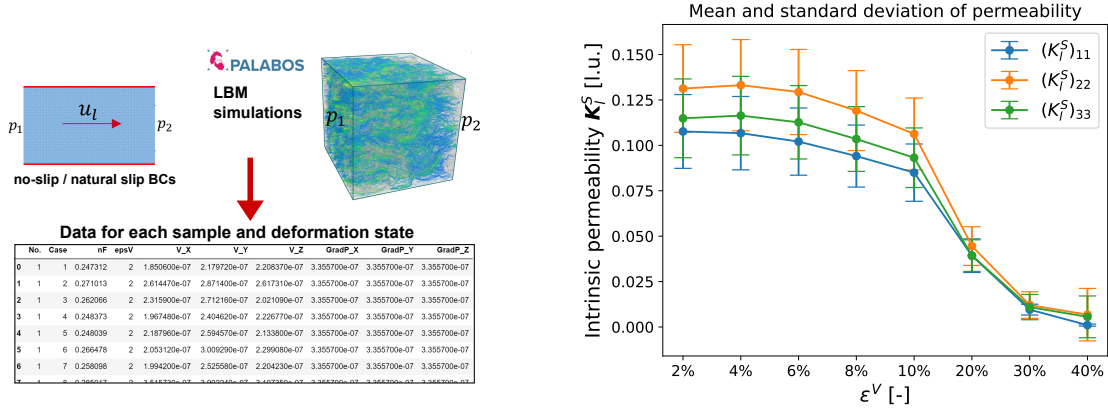 PALABOS
LBM
simulations
p₁
u_l
p₂
no-slip / natural slip BCs
p₁
p₂
Data for each sample and deformation state
No. Case nF epsV V_X V_Y V_Z GradP_X GradP_Y GradP_Z
0 1 1 0.247312 2 1.850600e-07 2.179720e-07 2.208370e-07 3.355700e-07 3.355700e-07 3.355700e-07
1 1 2 0.271013 2 2.614470e-07 2.871400e-07 2.617310e-07 3.355700e-07 3.355700e-07 3.355700e-07
2 1 3 0.262066 2 2.315900e-07 2.712160e-07 2.021090e-07 3.355700e-07 3.355700e-07 3.355700e-07
3 1 4 0.248373 2 1.967480e-07 2.404620e-07 2.226770e-07 3.355700e-07 3.355700e-07 3.355700e-07
4 1 5 0.248039 2 2.187960e-07 2.594570e-07 2.133800e-07 3.355700e-07 3.355700e-07 3.355700e-07
5 1 6 0.266478 2 2.053120e-07 3.009290e-07 2.299080e-07 3.355700e-07 3.355700e-07 3.355700e-07
6 1 7 0.258098 2 1.994200e-07 2.525580e-07 2.204230e-07 3.355700e-07 3.355700e-07 3.355700e-07
Mean and standard deviation of permeability
Intrinsic permeability K_l^S [l.u.]
0.150
0.125
0.100
0.075
0.050
0.025
0.000
(K_l^S)₁₁
(K_l^S)₂₂
(K_l^S)₃₃
2% 4% 6% 8% 10% 20% 30% 40%
ε^V [-]